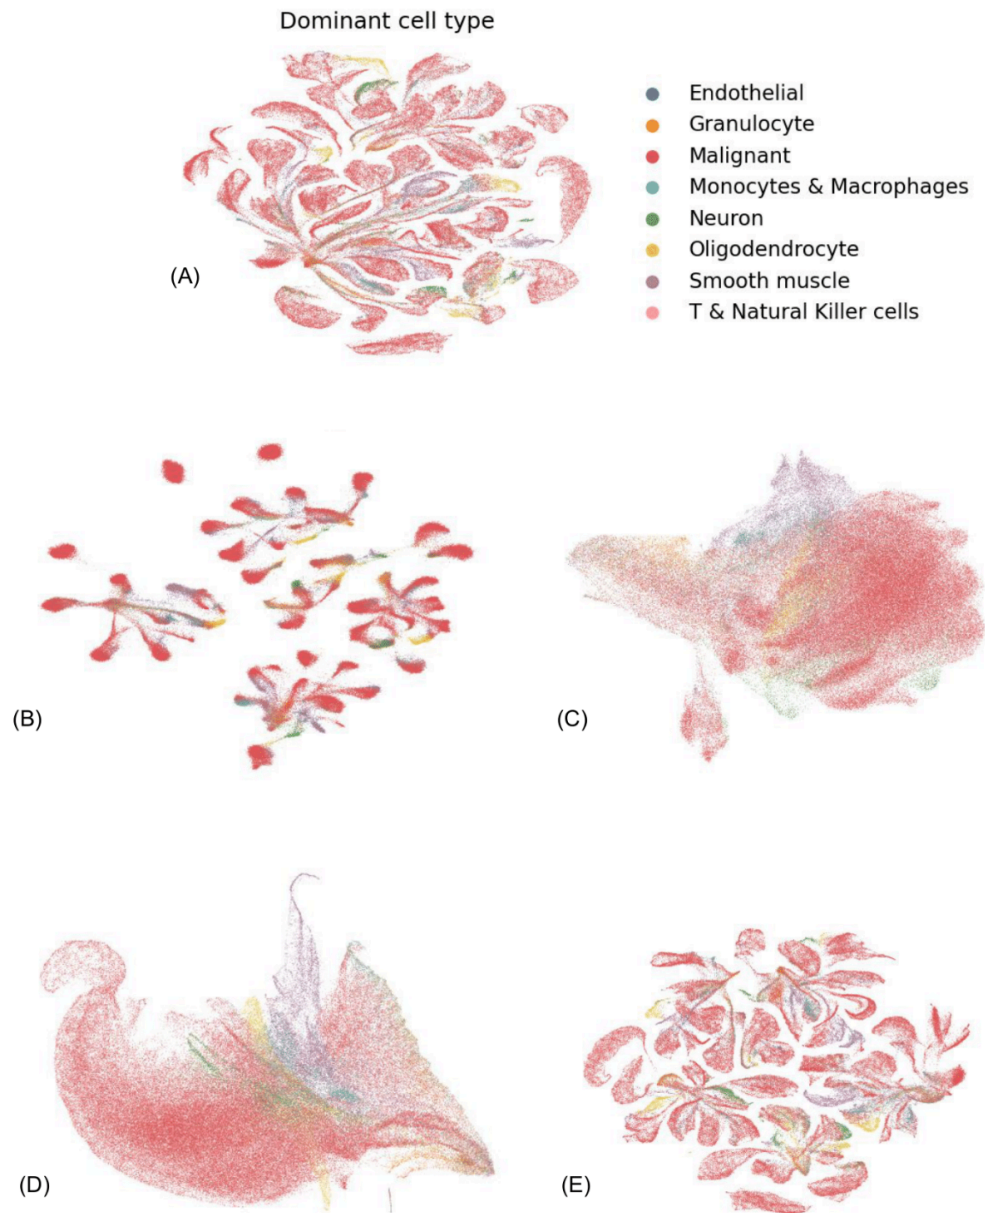 Dominant cell type
Endothelial
Granulocyte
Malignant
Monocytes & Macrophages
Neuron
Oligodendrocyte
Smooth muscle
T & Natural Killer cells
(A)
(B)
(C)
(D)
(E)